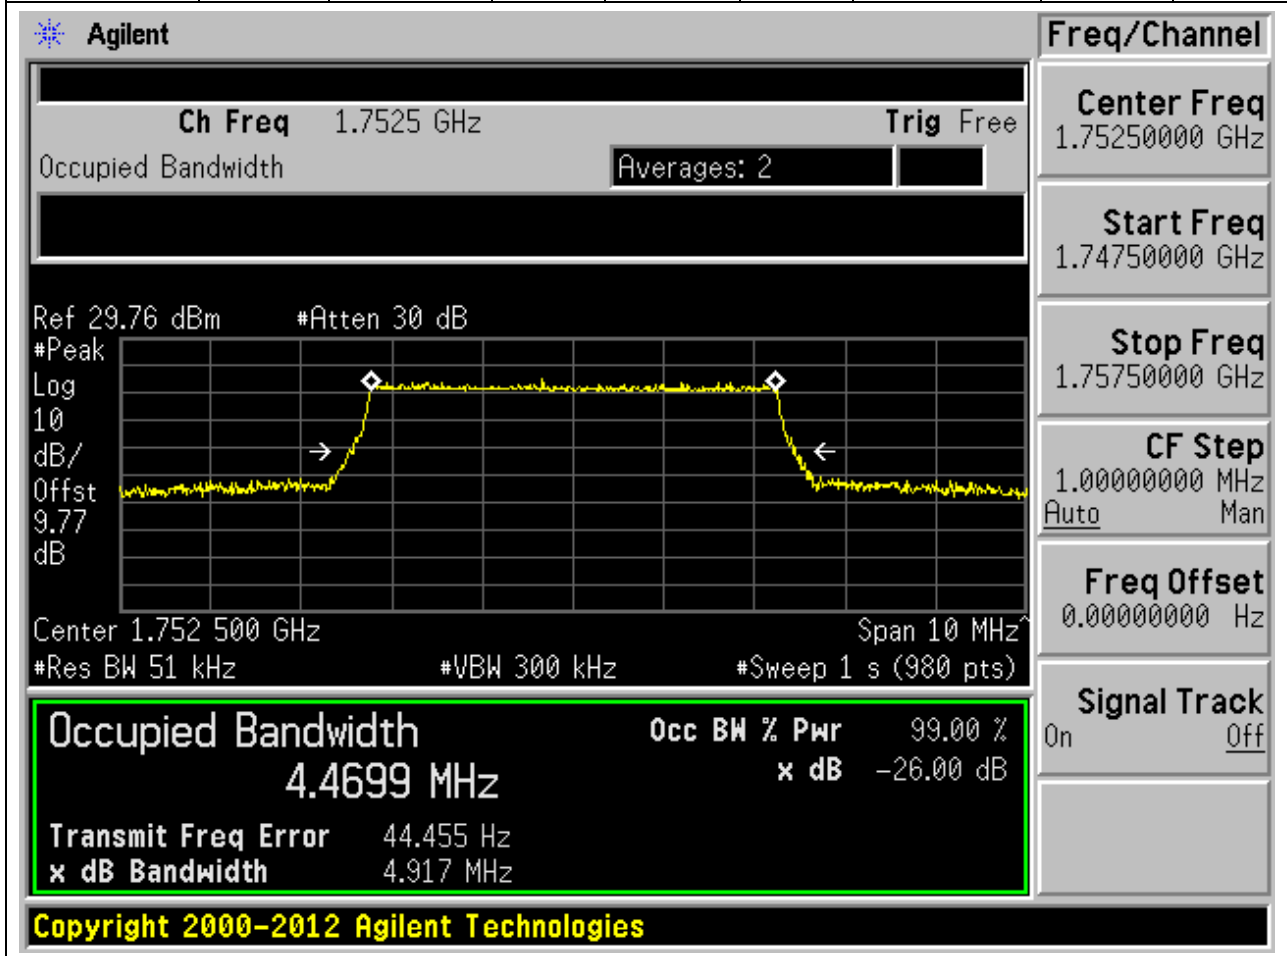 Agilent
Freq/Channel
Ch Freq 1.7525 GHz Trig Free
Occupied Bandwidth Averages: 2
Center Freq
1.75250000 GHz
Start Freq
1.74750000 GHz
Stop Freq
1.75750000 GHz
CF Step
1.00000000 MHz
Auto Man
Freq Offset
0.00000000 Hz
Signal Track
On Off
Ref 29.76 dBm #Atten 30 dB
#Peak
Log
10
dB/
Offst
9.77
dB
Center 1.752 500 GHz Span 10 MHz^
#Res BW 51 kHz #VBW 300 kHz #Sweep 1 s (980 pts)
Occupied Bandwidth Occ BW % Pwr 99.00 %
4.4699 MHz x dB -26.00 dB
Transmit Freq Error 44.455 Hz
x dB Bandwidth 4.917 MHz
Copyright 2000-2012 Agilent Technologies